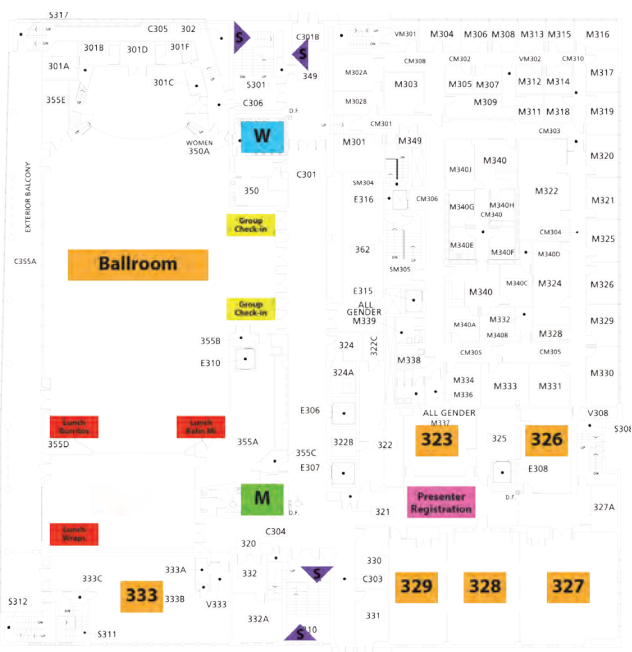 S317
C305 302
301B 301D 301F
301A
301C
355E
S
S
C301B
349
S301
C306
D.F.
W
WOMEN
350A
350
C301
EXTERIOR BALCONY
C355A
Group
Check-in
Ballroom
Group
Check-in
355B
E310
VM301 M304 M306 M308 M313 M315 M316
CM308 CM302 VM302 CM310
M302A M303 M305 M307 M312 M314 M317
M302B M309 M311 M318 M319
CM301 CM303
M301 M349
M320
M340J M340
SM304
E316 CM306
M322
M321
M340G M340H
CM340
CM304
M325
362
M340E M340F M340D
SM305
E315
ALL
GENDER
M339
M340 M340C M324 M326
M332 M329
M340A M340B M328
324 322C
M338
CM305 CM305
324A
M334 M333 M331 M330
M336
ALL GENDER
M337
E306
V308
S308
323 325 326
322B 322
E307
E308
D.F.
Lunch
Burritos
Lunch
Bahn Mi
355D
355A
355C
M
D.F.
Presenter
Registration
321
327A
Lunch
Wraps
C304
320
332
S
330
C303
331
329 328 327
333A
333C
333
333B
V333
332A
S
310
S312
S311
UP
DN